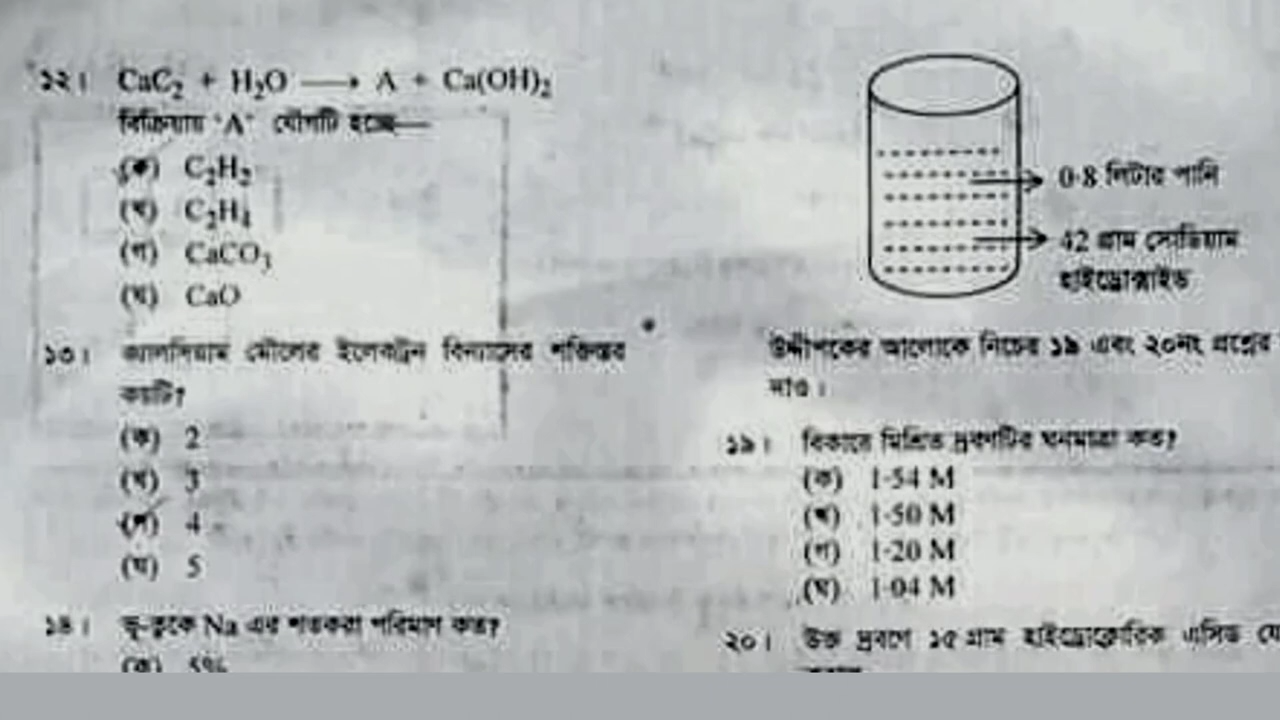 ১২। CaC₂ + H₂O ⟶ A + Ca(OH)₂
বিক্রিয়ায় 'A' যৌগটি হচ্ছে—
(ক) C₂H₂
(খ) C₂H₄
(গ) CaCO₃
(ঘ) CaO
১৩। ক্যালসিয়াম মৌলের ইলেকট্রন বিন্যাসের শক্তিস্তর
কয়টি?
(ক) 2
(খ) 3
(গ) 4
(ঘ) 5
১৪। ভূ-ত্বকে Na এর শতকরা পরিমাণ কত?
(ক)
0·8 লিটার পানি
42 গ্রাম সোডিয়াম
হাইড্রোক্সাইড
উদ্দীপকের আলোকে নিচের ১৯ এবং ২০নং প্রশ্নের
দাও।
১৯। বিকারে মিশ্রিত দ্রবণটির ঘনমাত্রা কত?
(ক) 1·54 M
(খ) 1·50 M
(গ) 1·20 M
(ঘ) 1·04 M
২০। উক্ত দ্রবণে ১৫ গ্রাম হাইড্রোক্লোরিক এসিড